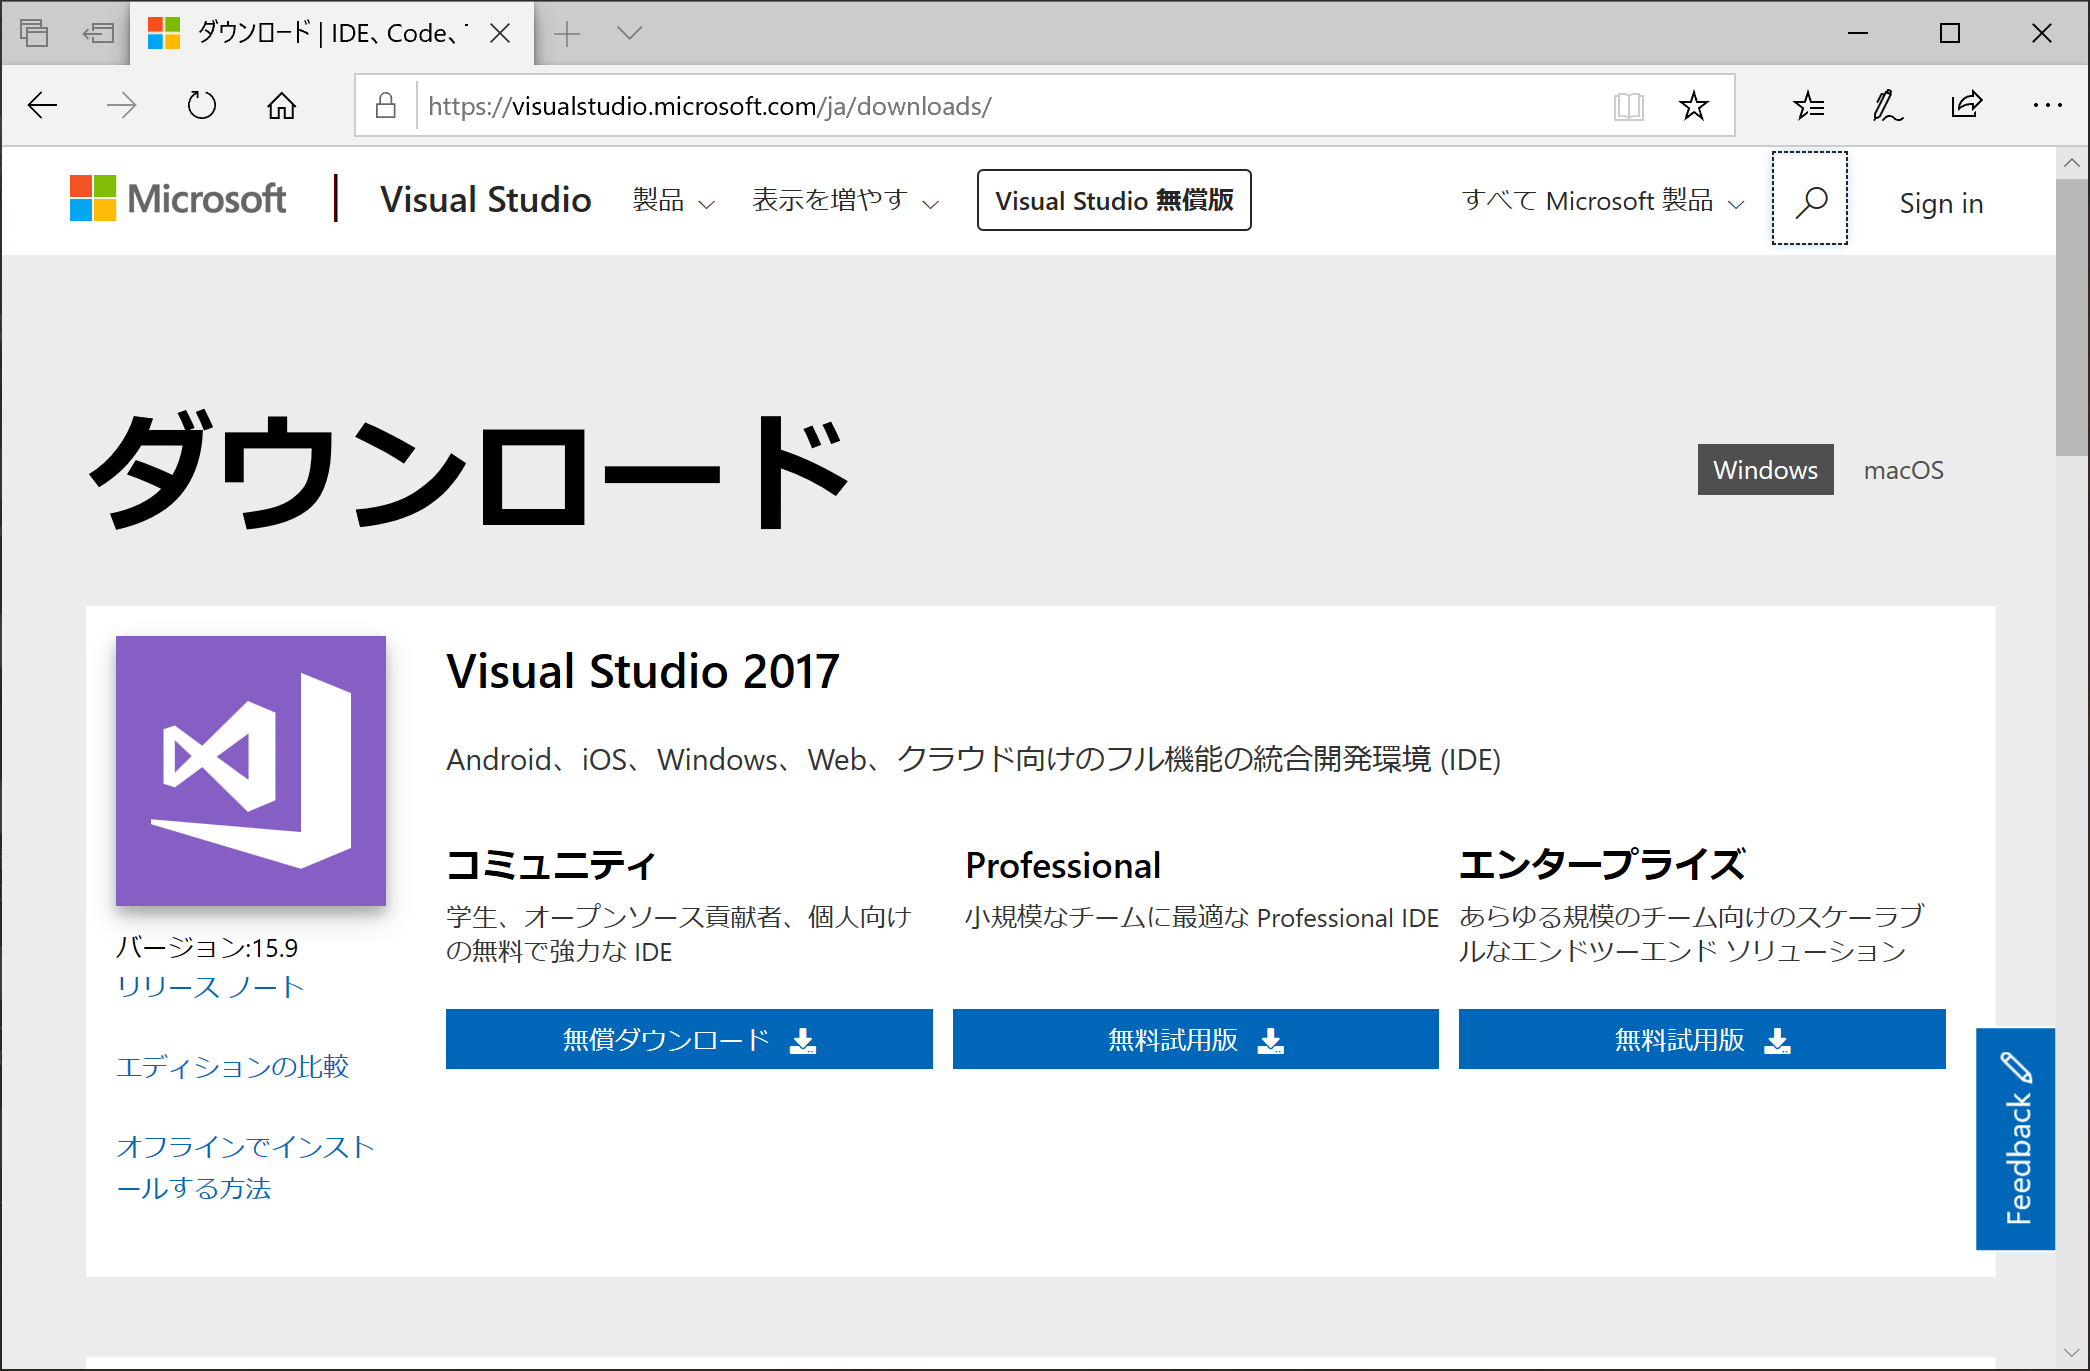 ダウンロード | IDE、Code、
https://visualstudio.microsoft.com/ja/downloads/
Microsoft Visual Studio 製品 表示を増やす Visual Studio 無償版 すべて Microsoft 製品 Sign in
ダウンロード
Windows macOS
Visual Studio 2017
Android、iOS、Windows、Web、クラウド向けのフル機能の統合開発環境 (IDE)
バージョン:15.9
リリース ノート
エディションの比較
オフラインでインスト
ールする方法
コミュニティ
学生、オープンソース貢献者、個人向け
の無料で強力な IDE
無償ダウンロード
Professional
小規模なチームに最適な Professional IDE
無料試用版
エンタープライズ
あらゆる規模のチーム向けのスケーラブ
ルなエンドツーエンド ソリューション
無料試用版
Feedback